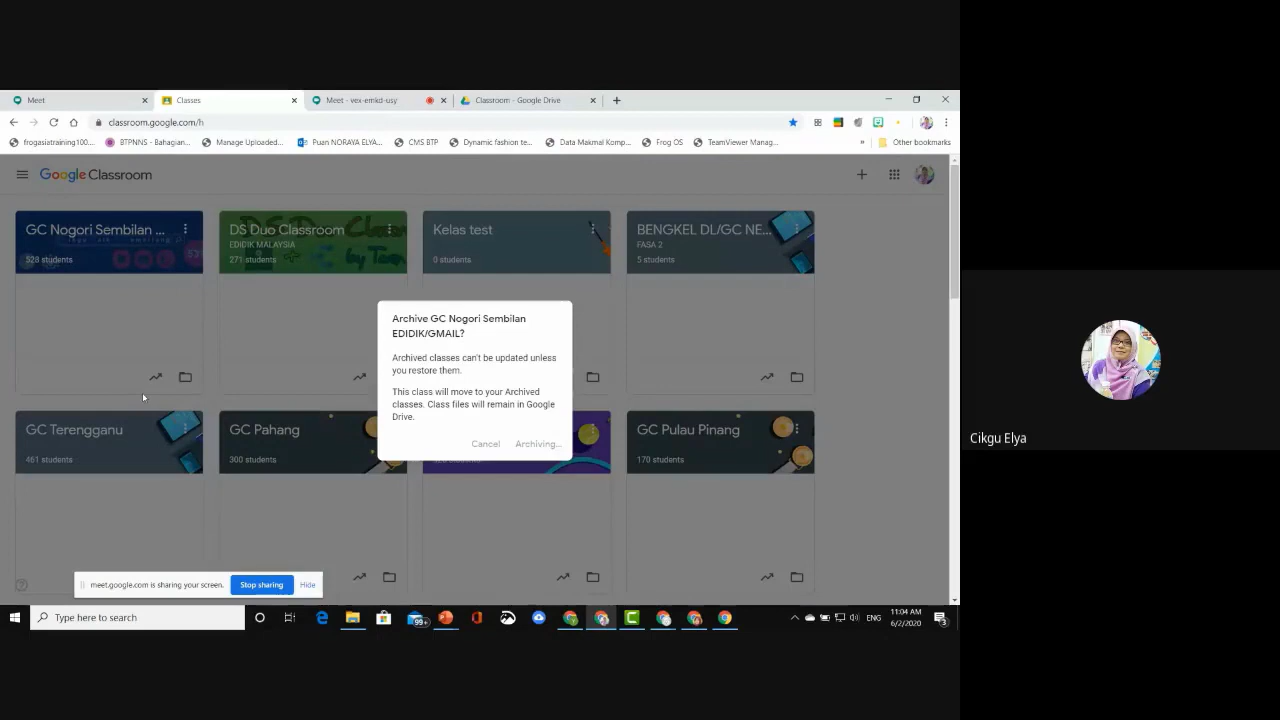 Meet
Classes
Meet - vex-emkd-usy
Classroom - Google Drive
classroom.google.com/h
frogasiatraining100....
BTPNNS - Bahagian...
Manage Uploaded...
Puan NORAYA ELYA...
CMS BTP
Dynamic fashion te...
Data Makmal Komp...
Frog OS
TeamViewer Manag...
Other bookmarks
Google Classroom
GC Nogori Sembilan ...
528 students
DS Duo Classroom
EDIDIK MALAYSIA
271 students
Kelas test
0 students
BENGKEL DL/GC NE...
FASA 2
5 students
Archive GC Nogori Sembilan
EDIDIK/GMAIL?
Archived classes can't be updated unless
you restore them.
This class will move to your Archived
classes. Class files will remain in Google
Drive.
Cancel
Archiving...
GC Terengganu
461 students
GC Pahang
300 students
GC Pulau Pinang
170 students
Cikgu Elya
meet.google.com is sharing your screen.
Stop sharing
Hide
Type here to search
99+
ENG
11:04 AM
6/2/2020
3